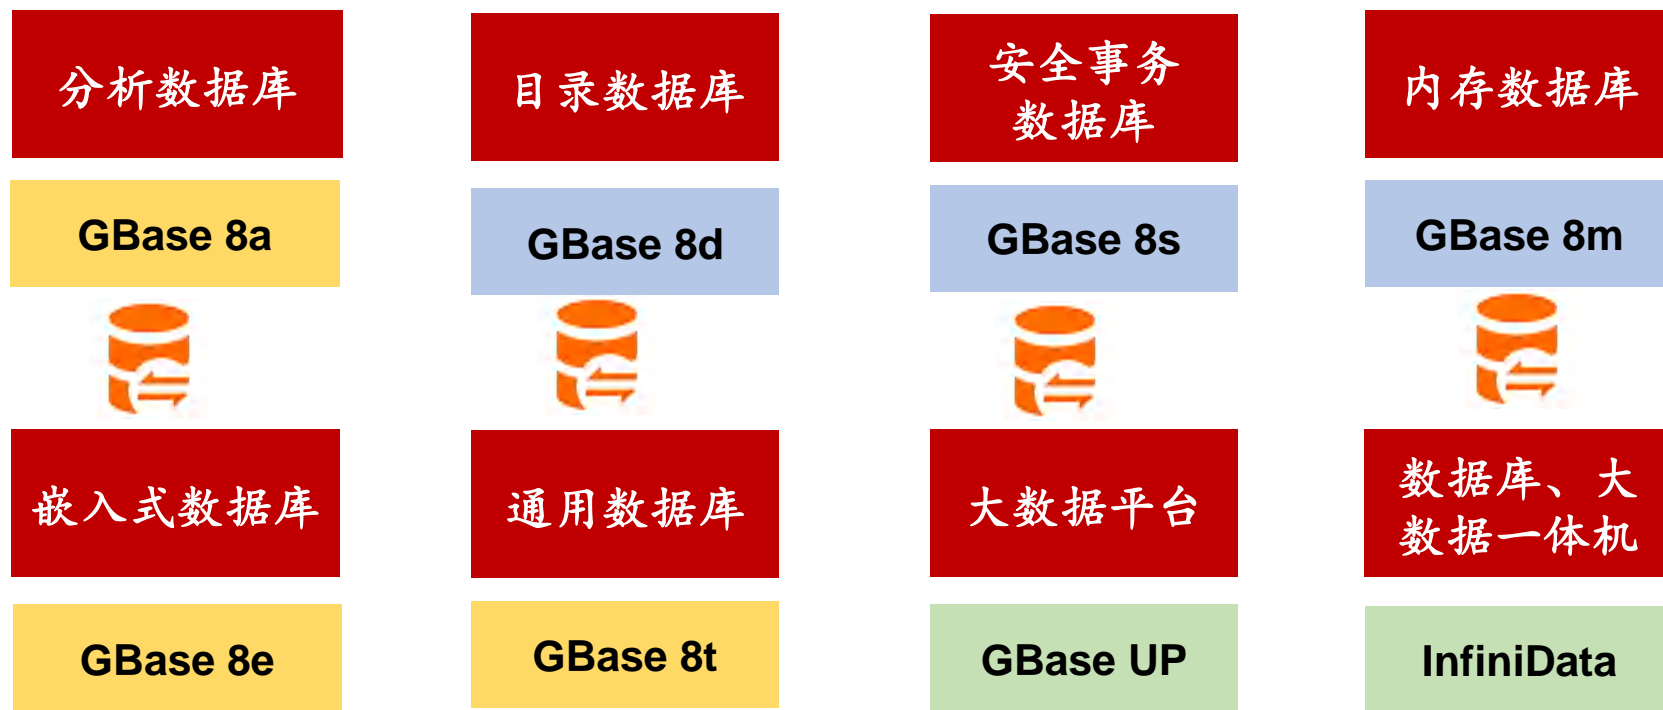 分析数据库
目录数据库
安全事务
数据库
内存数据库
GBase 8a
GBase 8d
GBase 8s
GBase 8m
嵌入式数据库
通用数据库
大数据平台
数据库、大
数据一体机
GBase 8e
GBase 8t
GBase UP
InfiniData